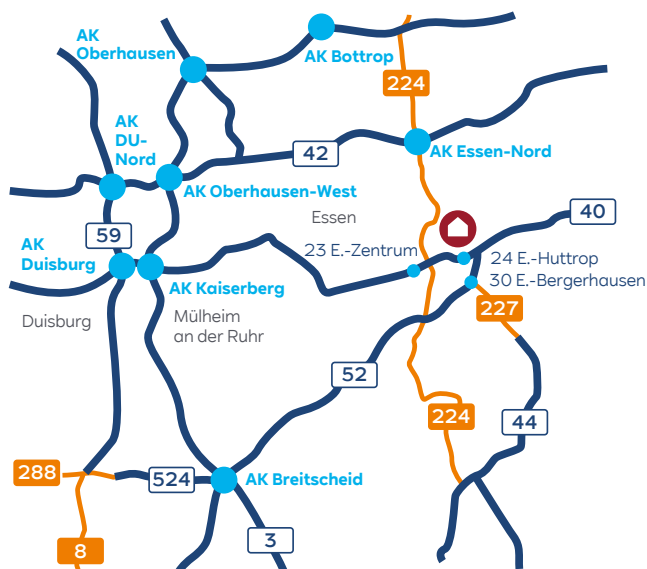 AK
Oberhausen
AK Bottrop
224
AK
DU-
Nord
42
AK Essen-Nord
AK Oberhausen-West
Essen
40
59
23 E.-Zentrum
24 E.-Huttrop
AK
Duisburg
30 E.-Bergerhausen
AK Kaiserberg
227
Duisburg
Mülheim
an der Ruhr
52
224
44
288
524
AK Breitscheid
3
8